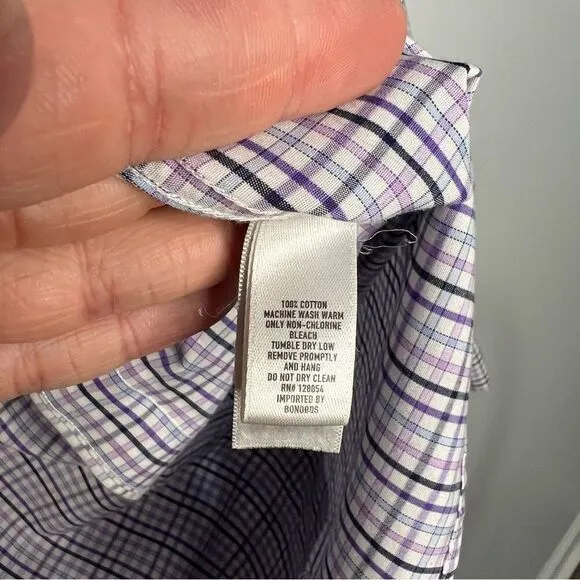 100% COTTON
MACHINE WASH WARM
ONLY NON-CHLORINE
BLEACH
TUMBLE DRY LOW
REMOVE PROMPTLY
AND HANG
DO NOT DRY CLEAN
RN# 128054
IMPORTED BY
BONOBOS